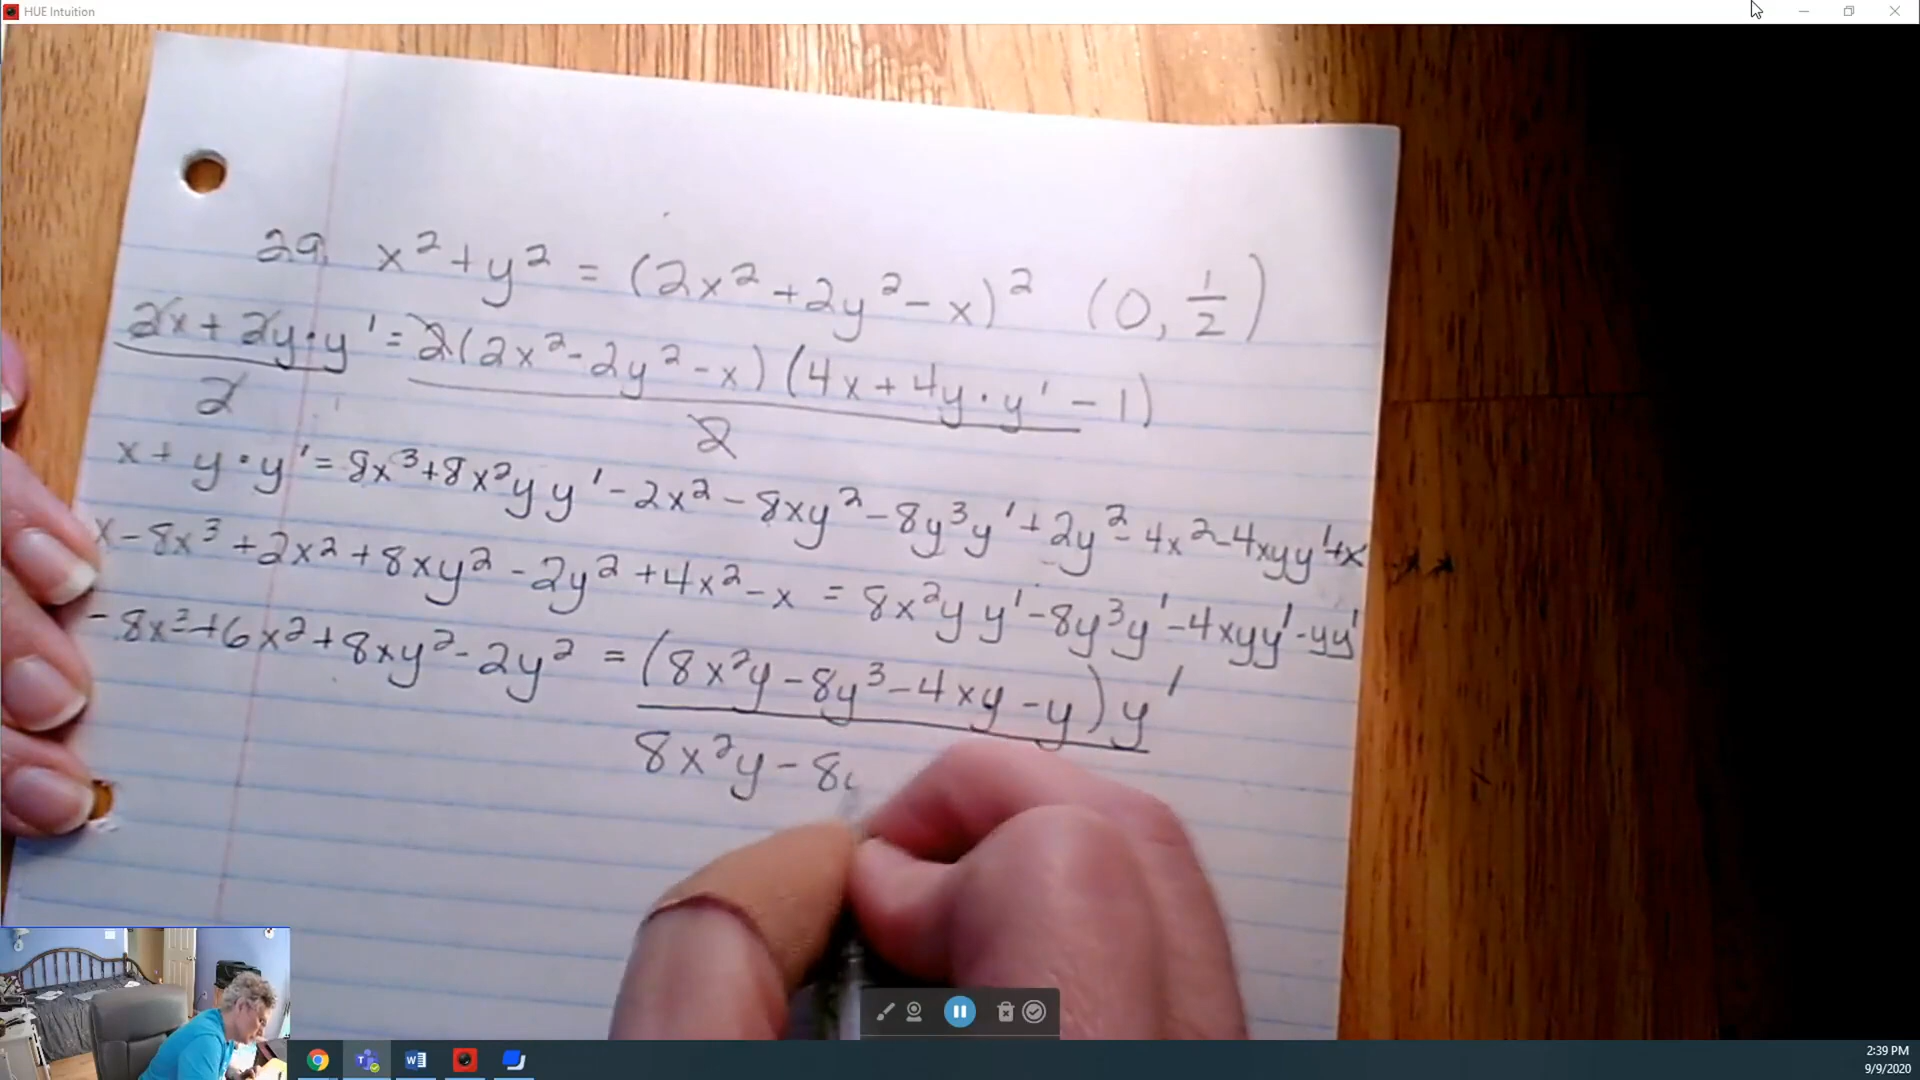 HUE Intuition
29. x² + y² = (2x² + 2y² - x)² (0, 1/2)
2x + 2y·y' = 2(2x² - 2y² - x)(4x + 4y·y' - 1)
2 2
x + y·y' = 8x³ + 8x²yy' - 2x² - 8xy² - 8y³y' + 2y² - 4x² - 4xyy' + x
x - 8x³ + 2x² + 8xy² - 2y² + 4x² - x = 8x²yy' - 8y³y' - 4xyy' - yy'
-8x³ + 6x² + 8xy² - 2y² = (8x²y - 8y³ - 4xy - y)y'
8x²y - 8
2:39 PM
9/9/2020